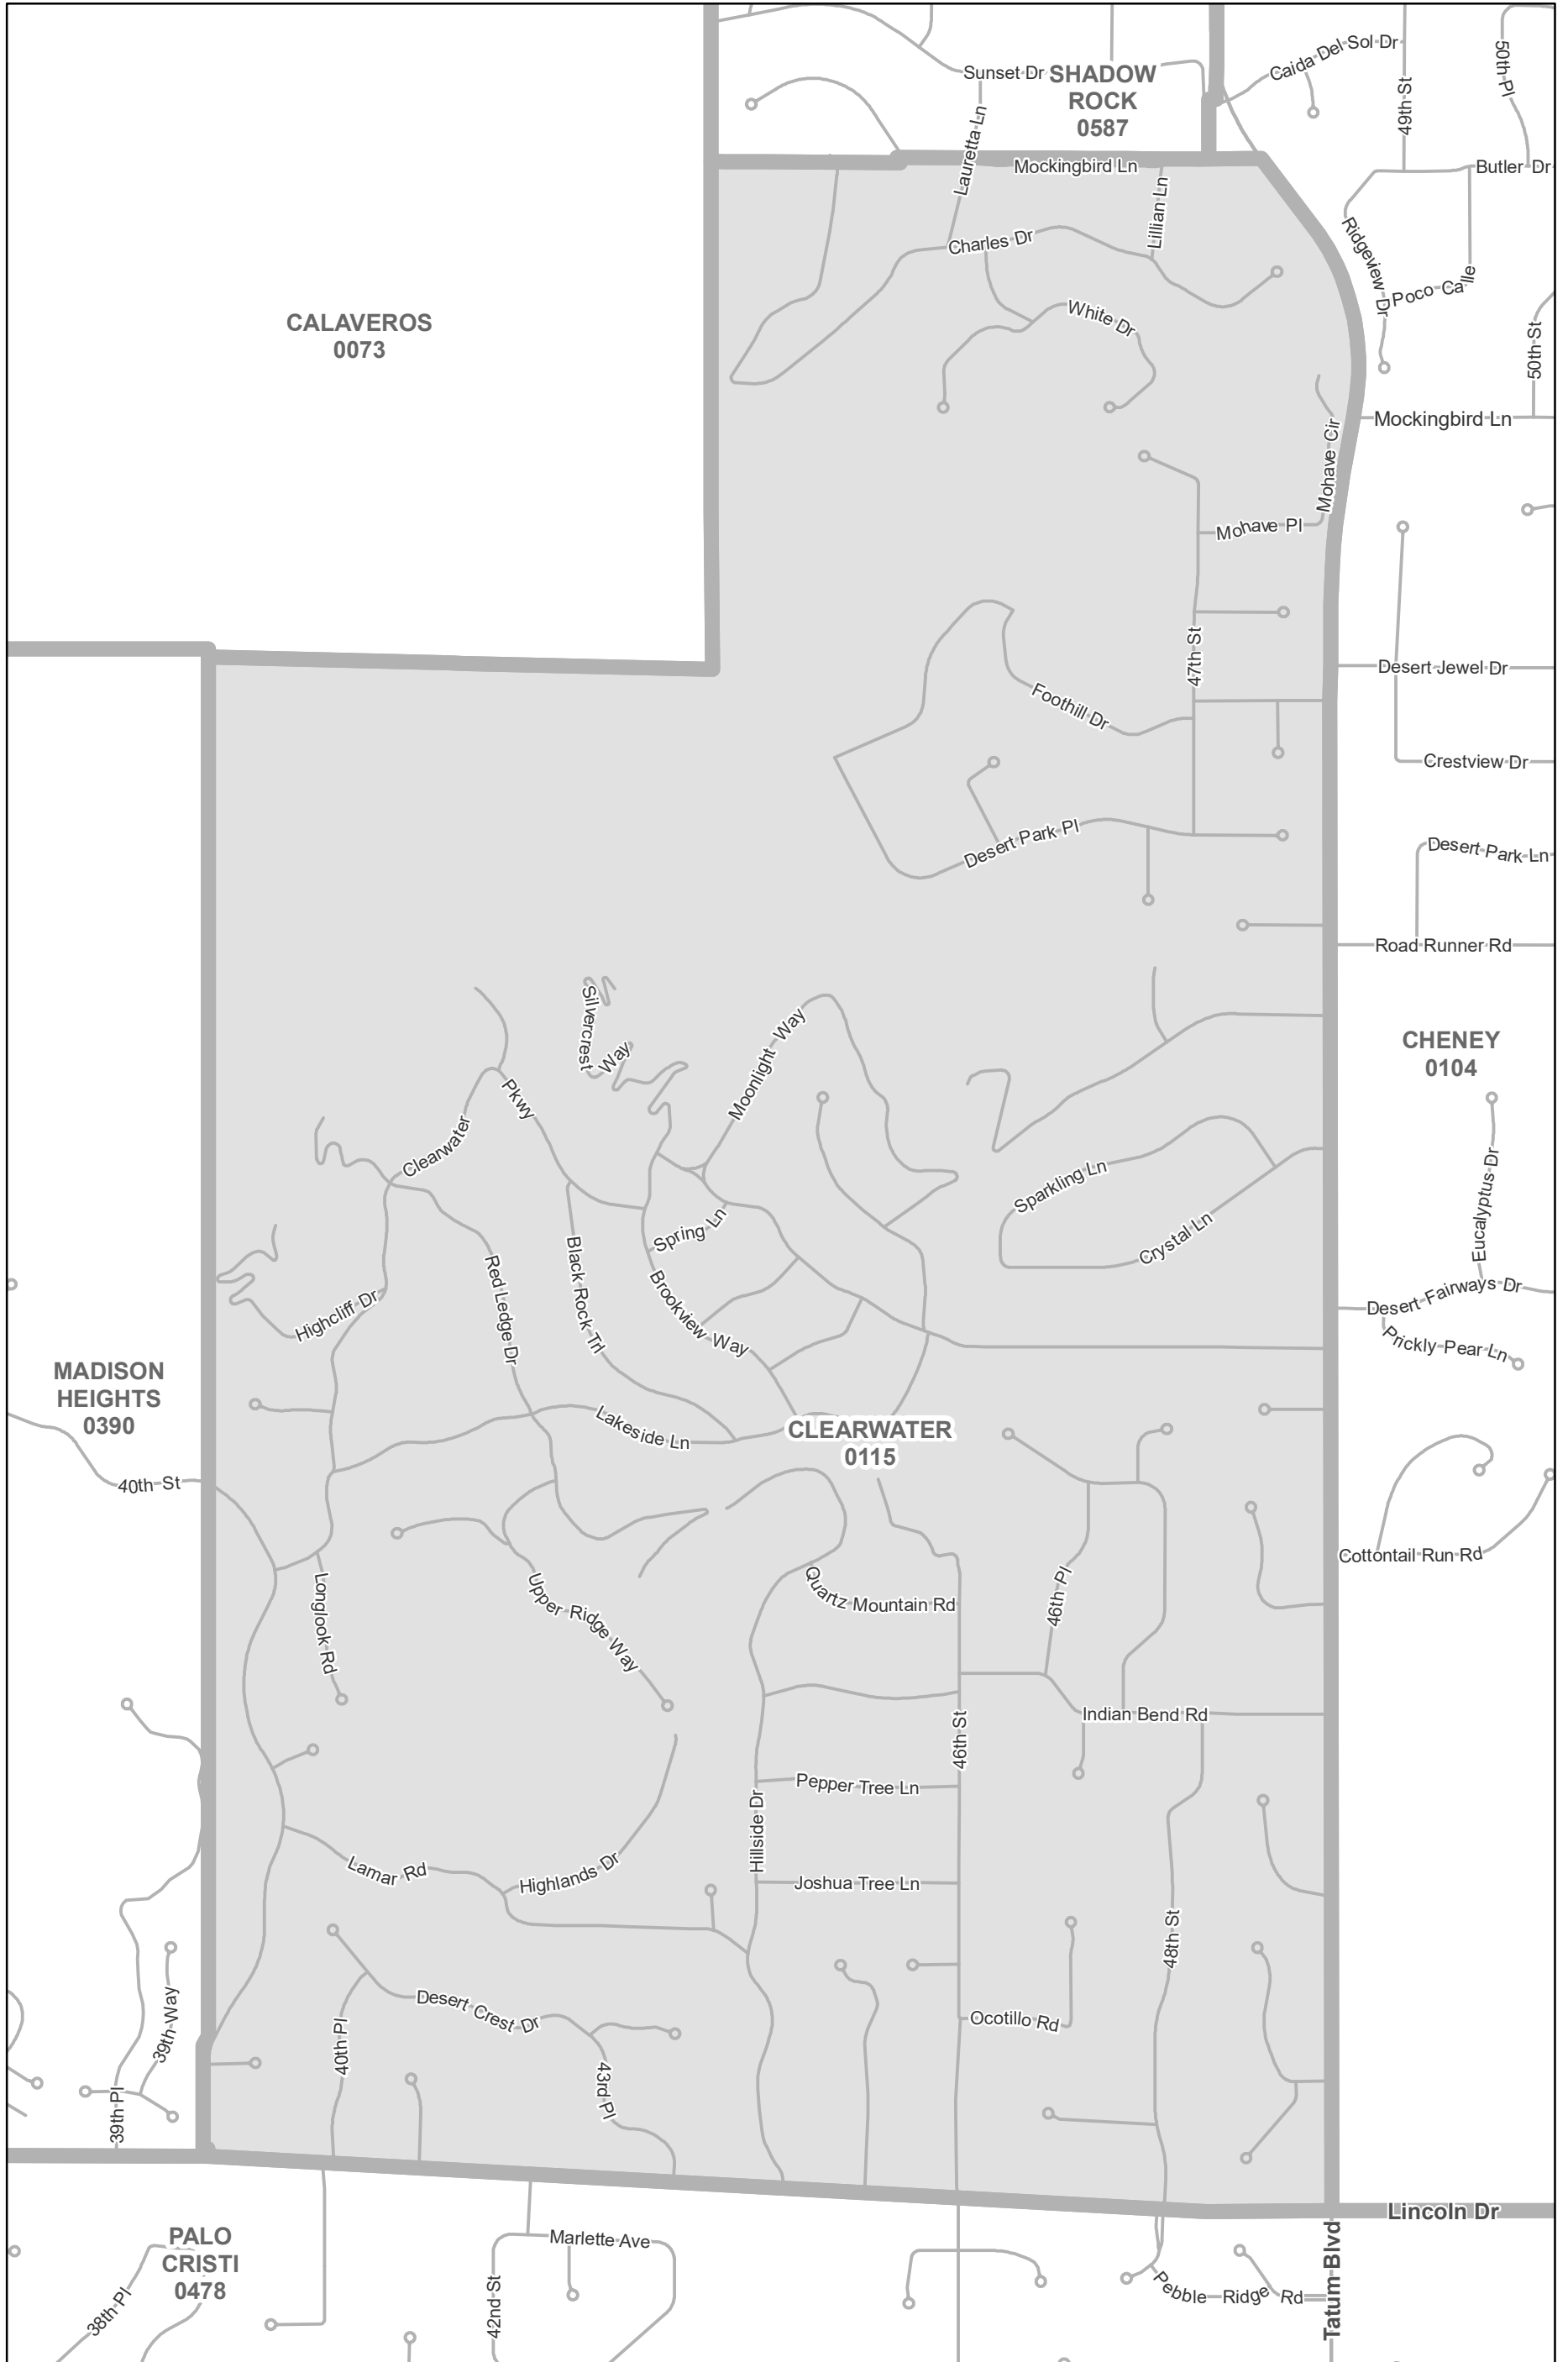 Sunset Dr
SHADOW
ROCK
0587
Caida Del Sol Dr
49th St
50th Pl
Lauretta Ln
Mockingbird Ln
Butler Dr
Lillian Ln
Charles Dr
Ridgeview Dr
Poco Calle
White Dr
50th St
CALAVEROS
0073
Mockingbird Ln
Mohave Cir
Mohave Pl
47th St
Desert Jewel Dr
Foothill Dr
Crestview Dr
Desert Park Pl
Desert Park Ln
Road Runner Rd
Silvercrest
Way
Moonlight Way
CHENEY
0104
Pkwy
Clearwater
Sparkling Ln
Eucalyptus Dr
Spring Ln
Crystal Ln
Black Rock Trl
Red Ledge Dr
Brookview Way
Highcliff Dr
Desert Fairways Dr
Prickly Pear Ln
MADISON
HEIGHTS
0390
Lakeside Ln
CLEARWATER
0115
40th St
Cottontail Run Rd
Longlook Rd
Upper Ridge Way
Quartz Mountain Rd
46th Pl
Indian Bend Rd
46th St
Pepper Tree Ln
Hillside Dr
Lamar Rd
Highlands Dr
Joshua Tree Ln
48th St
39th Way
Desert Crest Dr
Ocotillo Rd
40th Pl
43rd Pl
39th Pl
Lincoln Dr
PALO
CRISTI
0478
Marlette Ave
Tatum Blvd
38th Pl
42nd St
Pebble Ridge Rd